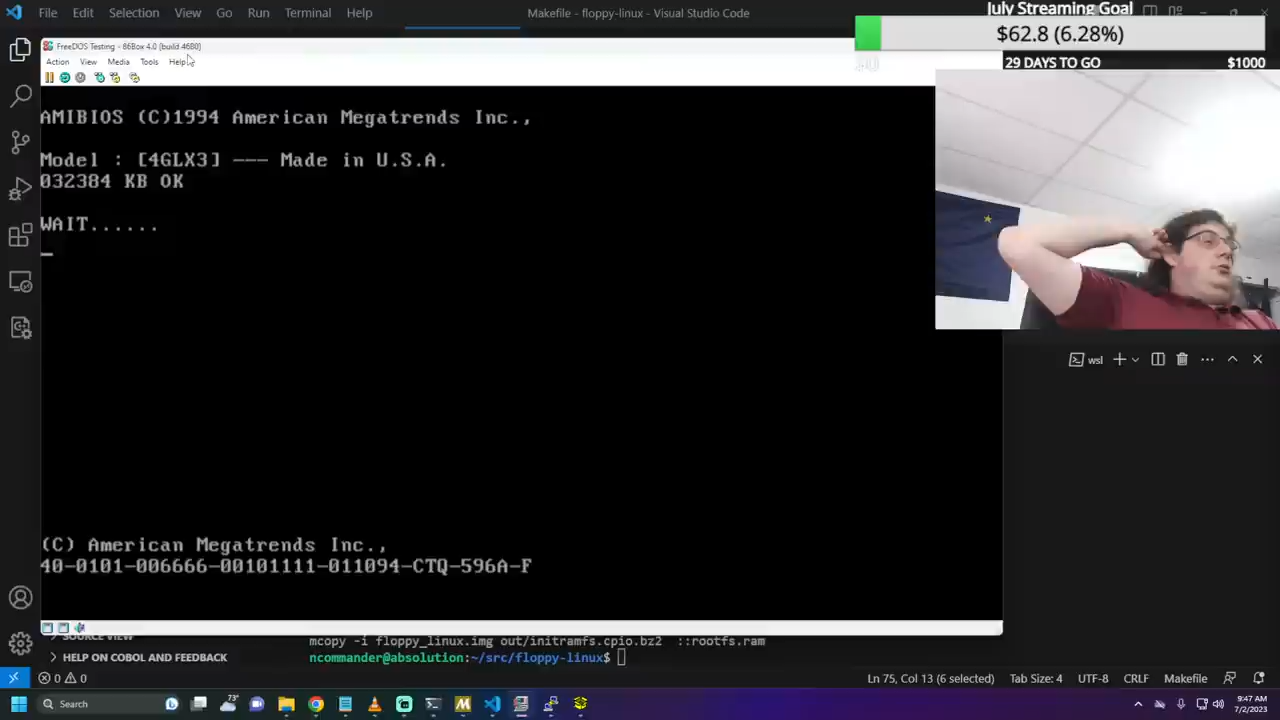 File Edit Selection View Go Run Terminal Help
Makefile - floppy-linux - Visual Studio Code
July Streaming Goal
$62.8 (6.28%)
29 DAYS TO GO
$1000
FreeDOS Testing - 86Box 4.0 (build 4680)
Action View Media Tools Help
AMIBIOS (C)1994 American Megatrends Inc.,
Model : [4GLX3] --- Made in U.S.A.
032384 KB OK
WAIT......
(C) American Megatrends Inc.,
40-0101-006666-00101111-011094-CTQ-596A-F
wsl
SOURCE VIEW
mcopy -i floppy_linux.img out/initramfs.cpio.bz2 ::rootfs.ram
HELP ON COBOL AND FEEDBACK
ncommander@absolution:~/src/floppy-linux$
0 0
Ln 75, Col 13 (6 selected)
Tab Size: 4
UTF-8
CRLF
Makefile
Search
73°
9:47 AM
7/2/2023